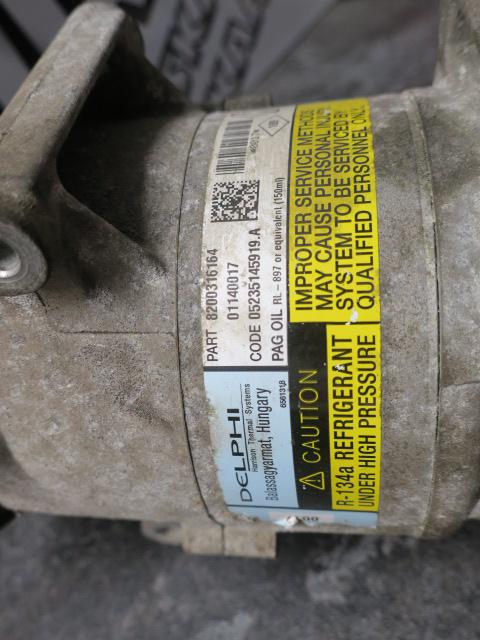 PART 8200316164
01140017
CODE 05235145919.A
PAG OIL RL-897 or equivalent (150ml)
DELPHI
Harrison Thermal Systems
Balassagyarmat, Hungary
CAUTION
R-134a REFRIGERANT
UNDER HIGH PRESSURE
IMPROPER SERVICE METHODS
MAY CAUSE PERSONAL INJURY
SYSTEM TO BE SERVICED BY
QUALIFIED PERSONNEL ONLY.